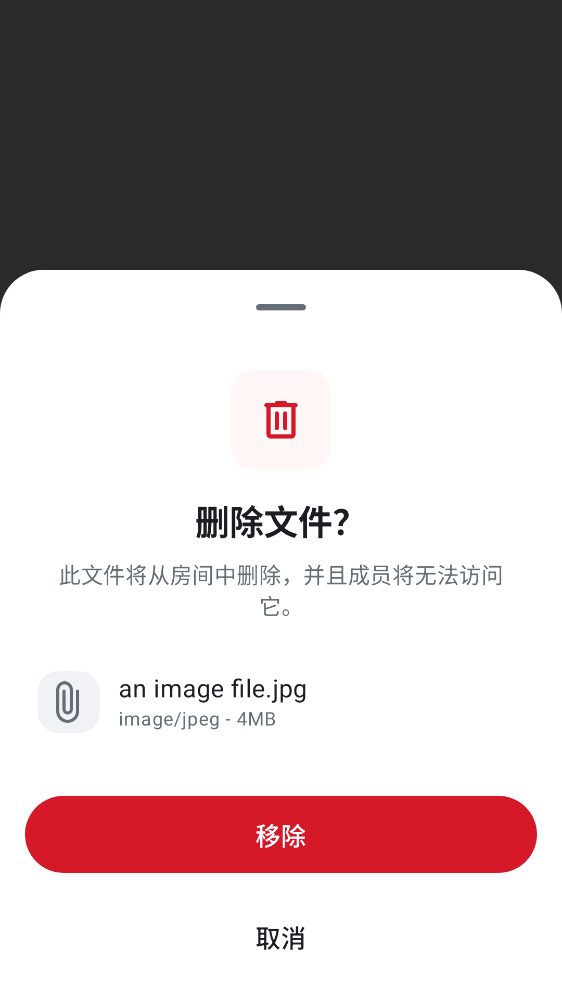 删除文件？
此文件将从房间中删除，并且成员将无法访问
它。
an image file.jpg
image/jpeg - 4MB
移除
取消